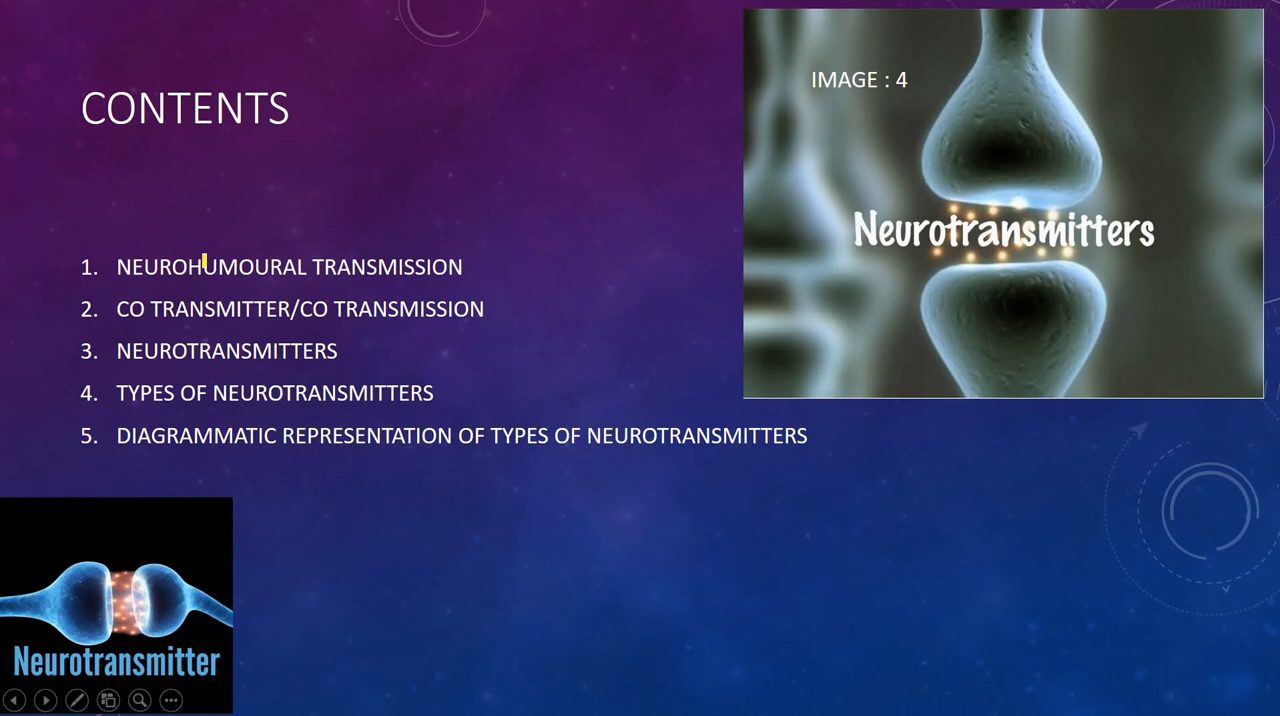 CONTENTS
IMAGE : 4
Neurotransmitters
1. NEUROHUMOURAL TRANSMISSION
2. CO TRANSMITTER/CO TRANSMISSION
3. NEUROTRANSMITTERS
4. TYPES OF NEUROTRANSMITTERS
5. DIAGRAMMATIC REPRESENTATION OF TYPES OF NEUROTRANSMITTERS
Neurotransmitter